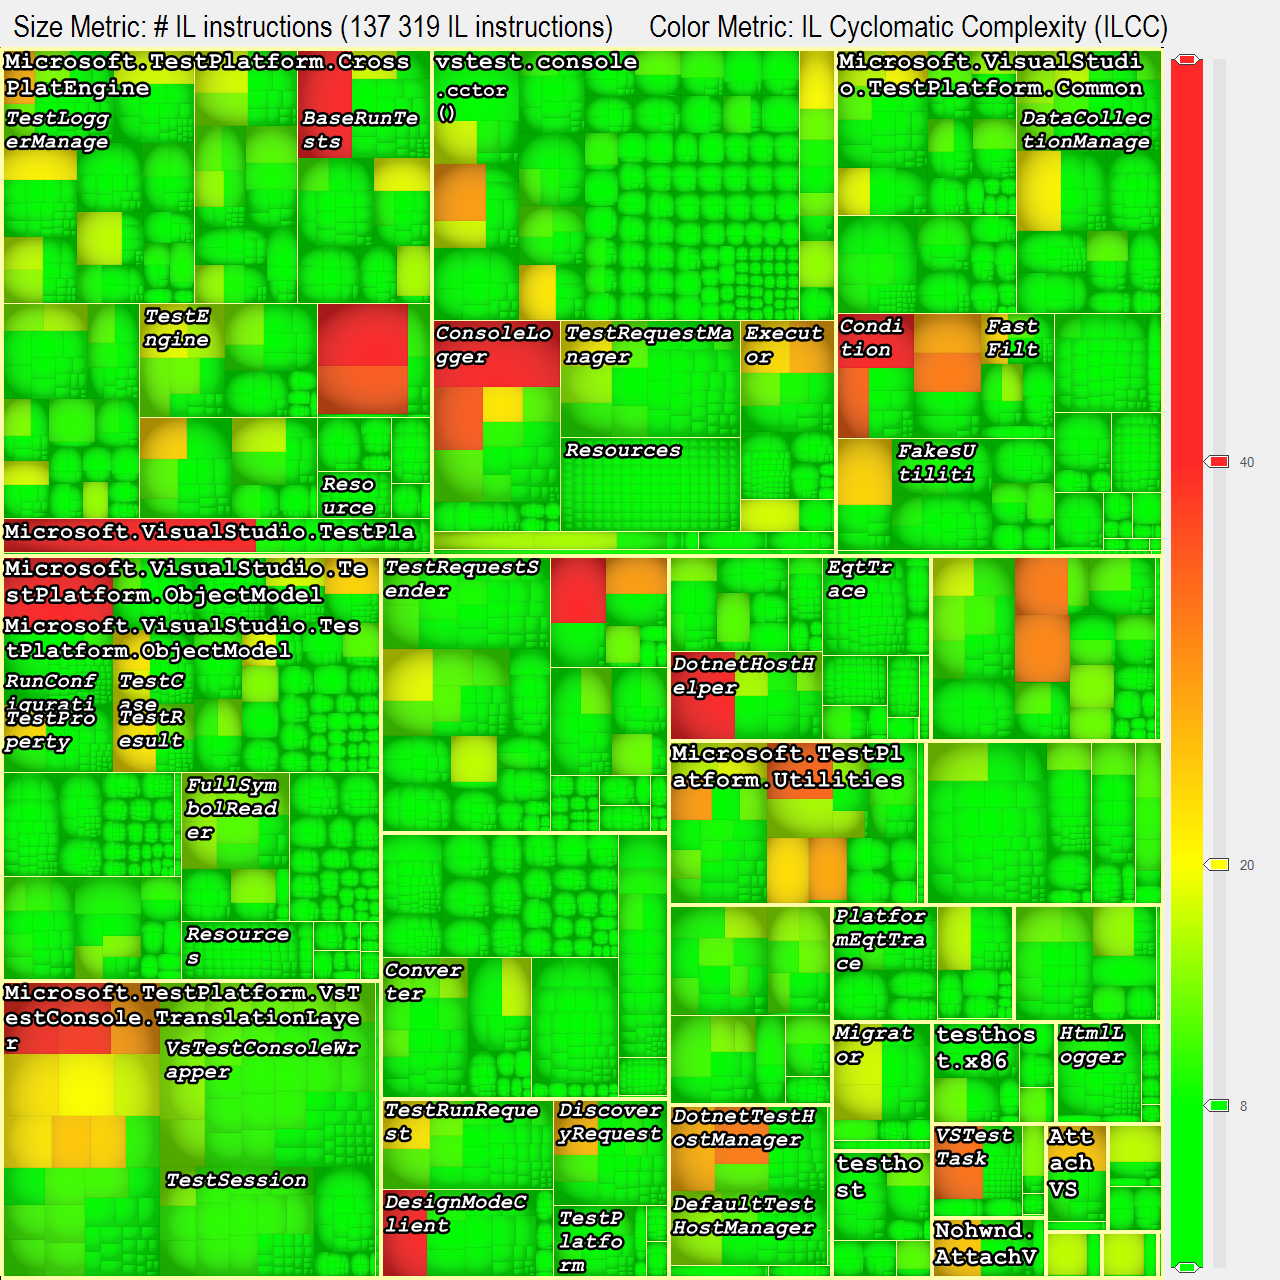 Size Metric: # IL instructions (137 319 IL instructions)
Color Metric: IL Cyclomatic Complexity (ILCC)
Microsoft.TestPlatform.Cross
PlatEngine
TestLogg
erManage
BaseRunTe
sts
TestE
ngine
Reso
urce
Microsoft.VisualStudio.TestPla
vstest.console
.cctor
()
ConsoleLo
gger
TestRequestMa
nager
Execut
or
Resources
Microsoft.VisualStudi
o.TestPlatform.Common
DataCollec
tionManage
Condi
tion
Fast
Filt
FakesU
tiliti
40
20
8
Microsoft.VisualStudio.Te
stPlatform.ObjectModel
Microsoft.VisualStudio.Tes
tPlatform.ObjectModel
RunConf
igurati
TestC
ase
TestPro
perty
TestR
esult
FullSym
bolRead
er
Resource
s
Microsoft.TestPlatform.VsT
estConsole.TranslationLaye
r
VsTestConsoleWr
apper
TestSession
TestRequestS
ender
Conver
ter
TestRunReque
st
Discover
yRequest
DesignModeC
lient
TestP
latfo
rm
EqtTr
ace
DotnetHostH
elper
Microsoft.TestPl
atform.Utilities
Platfor
mEqtTra
ce
Migrat
or
testhos
t.x86
HtmlL
ogger
DotnetTestH
ostManager
DefaultTest
HostManager
testho
st
VSTest
Task
Att
ach
VS
Nohwnd.
AttachV